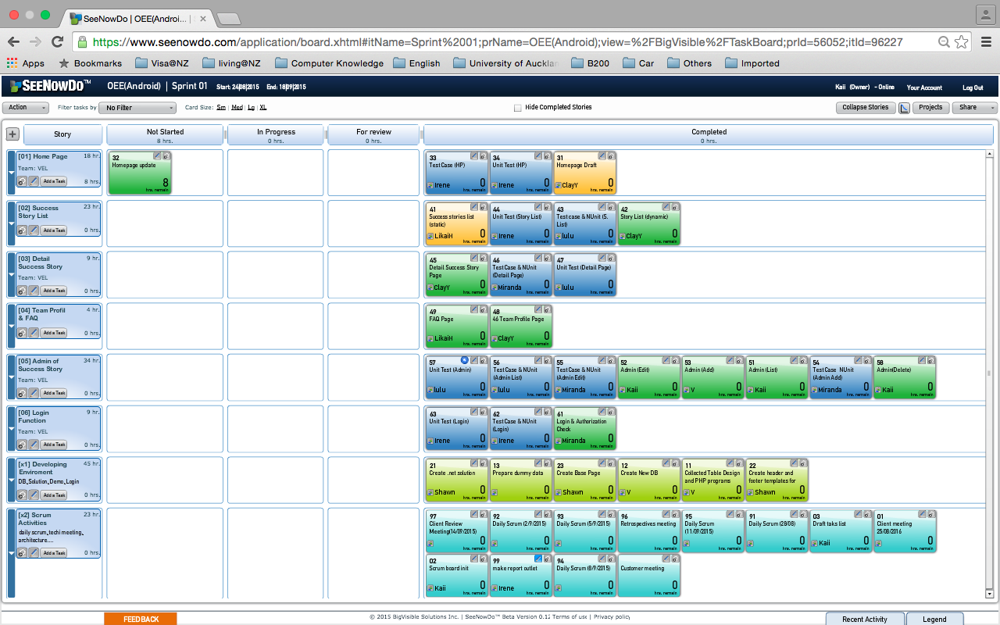 SeeNowDo | OEE(Androi...
https://www.seenowdo.com/application/board.xhtml#itName=Sprint%2001;prName=OEE(Android);view=%2FBigVisible%2FTaskBoard;prId=56052;itId=96227
Apps Bookmarks Visa@NZ living@NZ Computer Knowledge English University of Aucklan B200 Car Others Imported
SEENOWDO™ OEE(Android) | Sprint 01 Start: 24|08|2015 End: 18|09|2015 Kaii (Owner) - Online Your Account Log Out
Action Filter tasks by No Filter Card Size: Sm | Med | Lg | XL Hide Completed Stories Collapse Stories Projects Share
+ Story Not Started In Progress For review Completed
8 hrs. 0 hrs. 0 hrs. 0 hrs.
[01] Home Page 18 hr.
Team: VEL
Add a Task 8 hrs.
32
Homepage update
8
hrs. remain
33
TestCase (HP)
Irene 0
hrs. remain
34
Unit Test (HP)
Irene 0
hrs. remain
31
Homepage Draft
ClayY 0
hrs. remain
[02] Success
Story List
23 hr.
Add a Task 0 hrs.
41
Success stories list
(static)
LikaiH 0
hrs. remain
44
Unit Test (Story List)
Irene 0
hrs. remain
43
Test case & NUnit (S.
List)
lulu 0
hrs. remain
42
Story List (dynamic)
ClayY 0
hrs. remain
[03] Detail
Success Story
9 hr.
Team: VEL
Add a Task 0 hrs.
45
Detail Success Story
Page
ClayY 0
hrs. remain
46
TestCase & NUnit
(Detail Page)
Miranda 0
hrs. remain
47
Unit Test (Detail Page)
lulu 0
hrs. remain
[04] Team Profil
& FAQ
4 hr.
Add a Task 0 hrs.
49
FAQ Page
LikaiH 0
hrs. remain
48
46 Team Profile Page
ClayY 0
hrs. remain
[05] Admin of
Success Story
34 hr.
Team: VEL
Add a Task 0 hrs.
57
Unit Test (Admin)
lulu 0
hrs. remain
56
TestCase & NUnit
(Admin List)
lulu 0
hrs. remain
55
TestCase & NUnit
(Admin Edit)
Miranda 0
hrs. remain
52
Admin (Edit)
Kaii 0
hrs. remain
53
Admin (Add)
V 0
hrs. remain
51
Admin (List)
Kaii 0
hrs. remain
54
TestCase NUnit
(Admin Add)
Miranda 0
hrs. remain
58
Admin(Delete)
Kaii 0
hrs. remain
[06] Login
Function
9 hr.
Team: VEL
Add a Task 0 hrs.
63
Unit Test (Login)
Irene 0
hrs. remain
62
TestCase & NUnit
(Login)
Irene 0
hrs. remain
61
Login & Authorization
Check
Miranda 0
hrs. remain
[x1] Developing
Enviroment
45 hr.
DB_Solution_Demo_Login
Add a Task 0 hrs.
21
Create .net solution
Shawn 0
hrs. remain
13
Prepare dummy data
V 0
hrs. remain
23
Create Base Page
Shawn 0
hrs. remain
12
Create New DB
V 0
hrs. remain
11
Collected Table Design
and PHP programs
V 0
hrs. remain
22
Create header and
footer templates for
Shawn 0
hrs. remain
[x2] Scrum
Activities
23 hr.
daily scrum_techi meeting_
architecture....
Add a Task 0 hrs.
97
Client Review
Meeting(14/09/2015)
0
hrs. remain
92
Daily Scrum (2/9/2015)
0
hrs. remain
93
Daily Scrum (5/9/2015)
0
hrs. remain
96
Retrospectives meeting
0
hrs. remain
95
Daily Scrum
(11/09/2015)
0
hrs. remain
91
Daily Scrum (28/08)
0
hrs. remain
03
Draft taks list
Kaii 0
hrs. remain
01
Client meeting
25/08/2016
0
hrs. remain
02
Scrum board init
Kaii 0
hrs. remain
99
make report outlet
Irene 0
hrs. remain
94
Daily Scrum (8/9/2015)
0
hrs. remain
Customer meeting
0
hrs. remain
FEEDBACK © 2015 BigVisible Solutions Inc. | SeeNowDo™ Beta Version 0.12 Terms of use | Privacy policy Recent Activity Legend